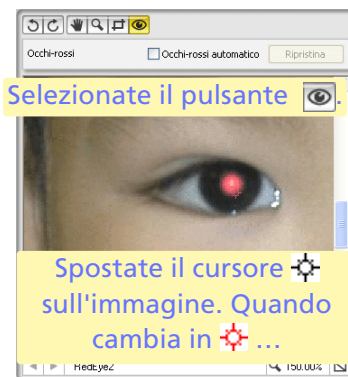 Occhi-rossi Occhi-rossi automatico Ripristina
Selezionate il pulsante .
Spostate il cursore
sull'immagine. Quando
cambia in …
RedEye2 150.00%